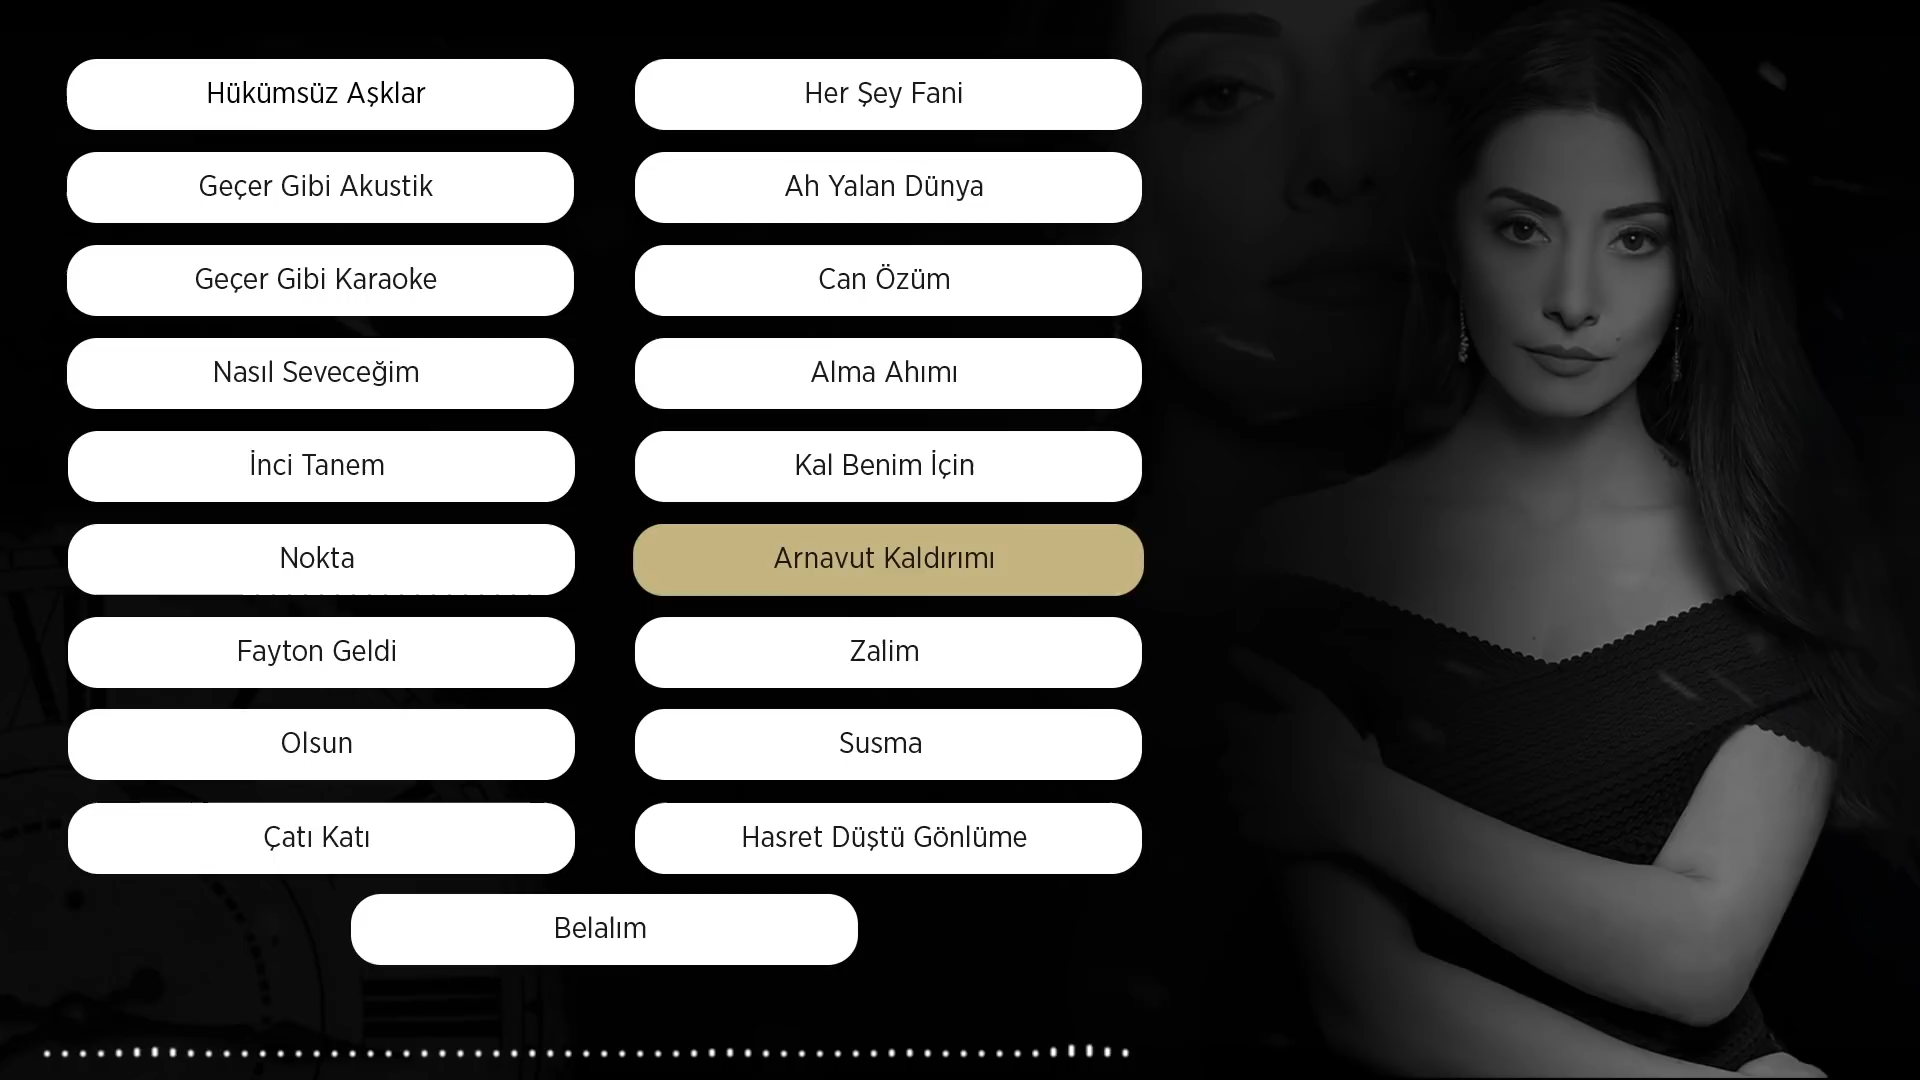 Hükümsüz Aşklar
Geçer Gibi Akustik
Geçer Gibi Karaoke
Nasıl Seveceğim
İnci Tanem
Nokta
Fayton Geldi
Olsun
Çatı Katı
Her Şey Fani
Ah Yalan Dünya
Can Özüm
Alma Ahımı
Kal Benim İçin
Arnavut Kaldırımı
Zalim
Susma
Hasret Düştü Gönlüme
Belalım